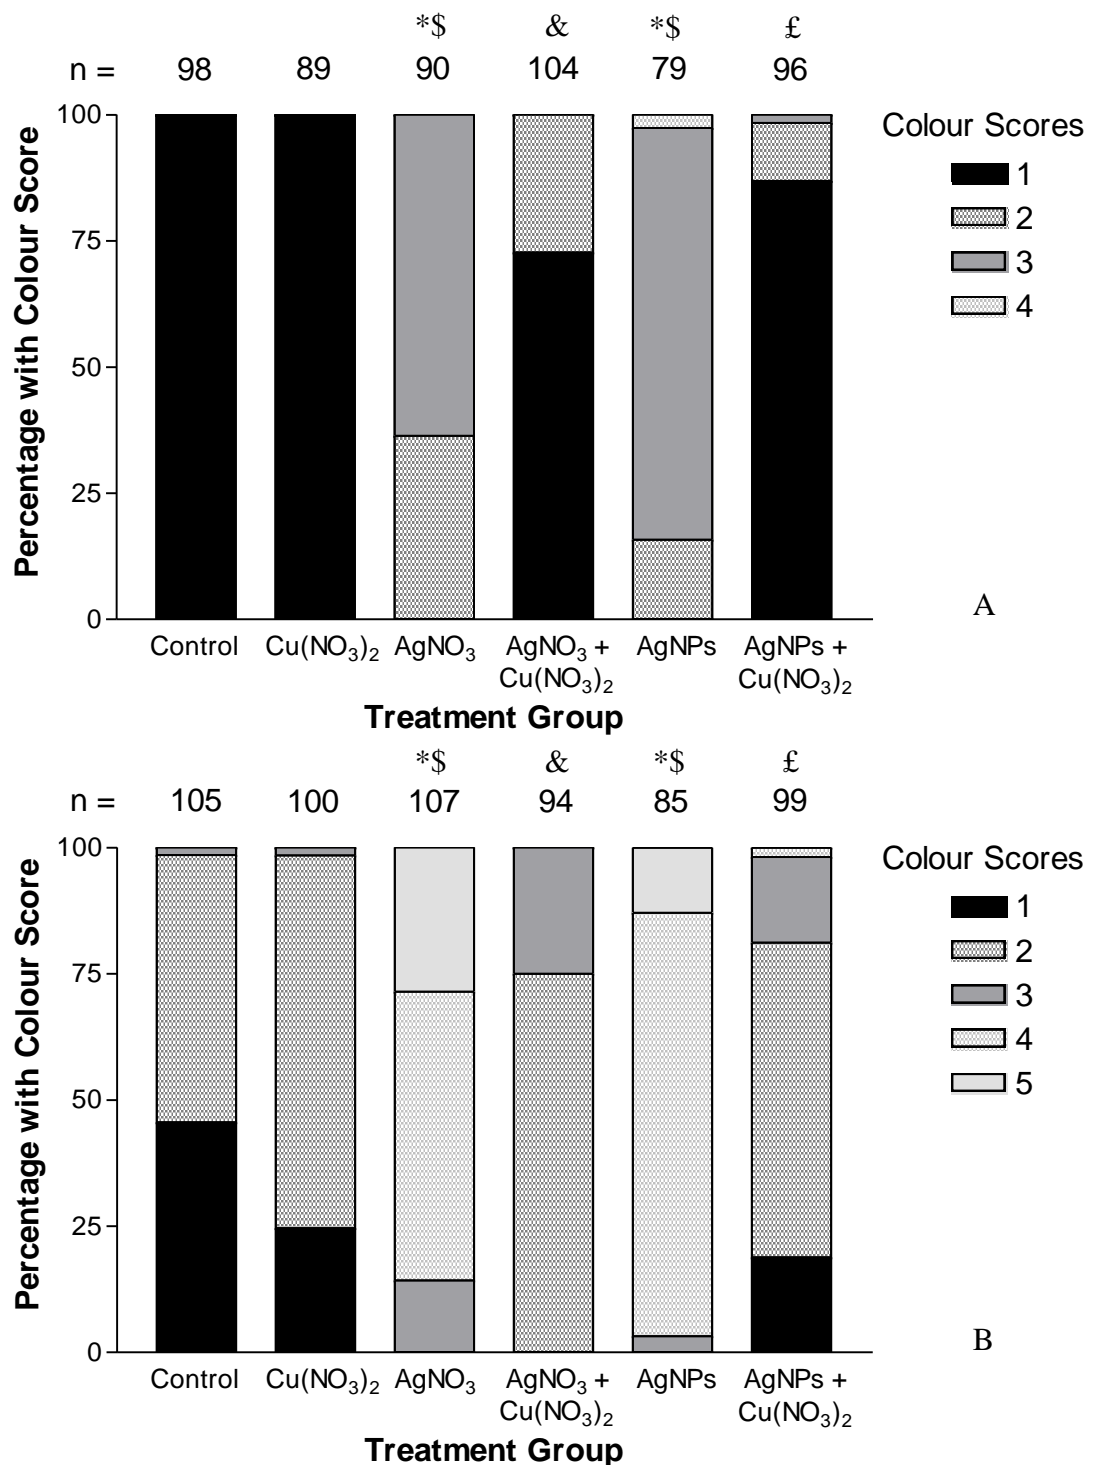 *$ & *$ £
n = 98 89 90 104 79 96
100
75
50
25
0
Percentage with Colour Score
Colour Scores
1
2
3
4
A
Control Cu(NO₃)₂ AgNO₃ AgNO₃ + AgNPs AgNPs +
Cu(NO₃)₂ Cu(NO₃)₂
Treatment Group
*$ & *$ £
n = 105 100 107 94 85 99
100
75
50
25
0
Percentage with Colour Score
Colour Scores
1
2
3
4
5
B
Control Cu(NO₃)₂ AgNO₃ AgNO₃ + AgNPs AgNPs +
Cu(NO₃)₂ Cu(NO₃)₂
Treatment Group